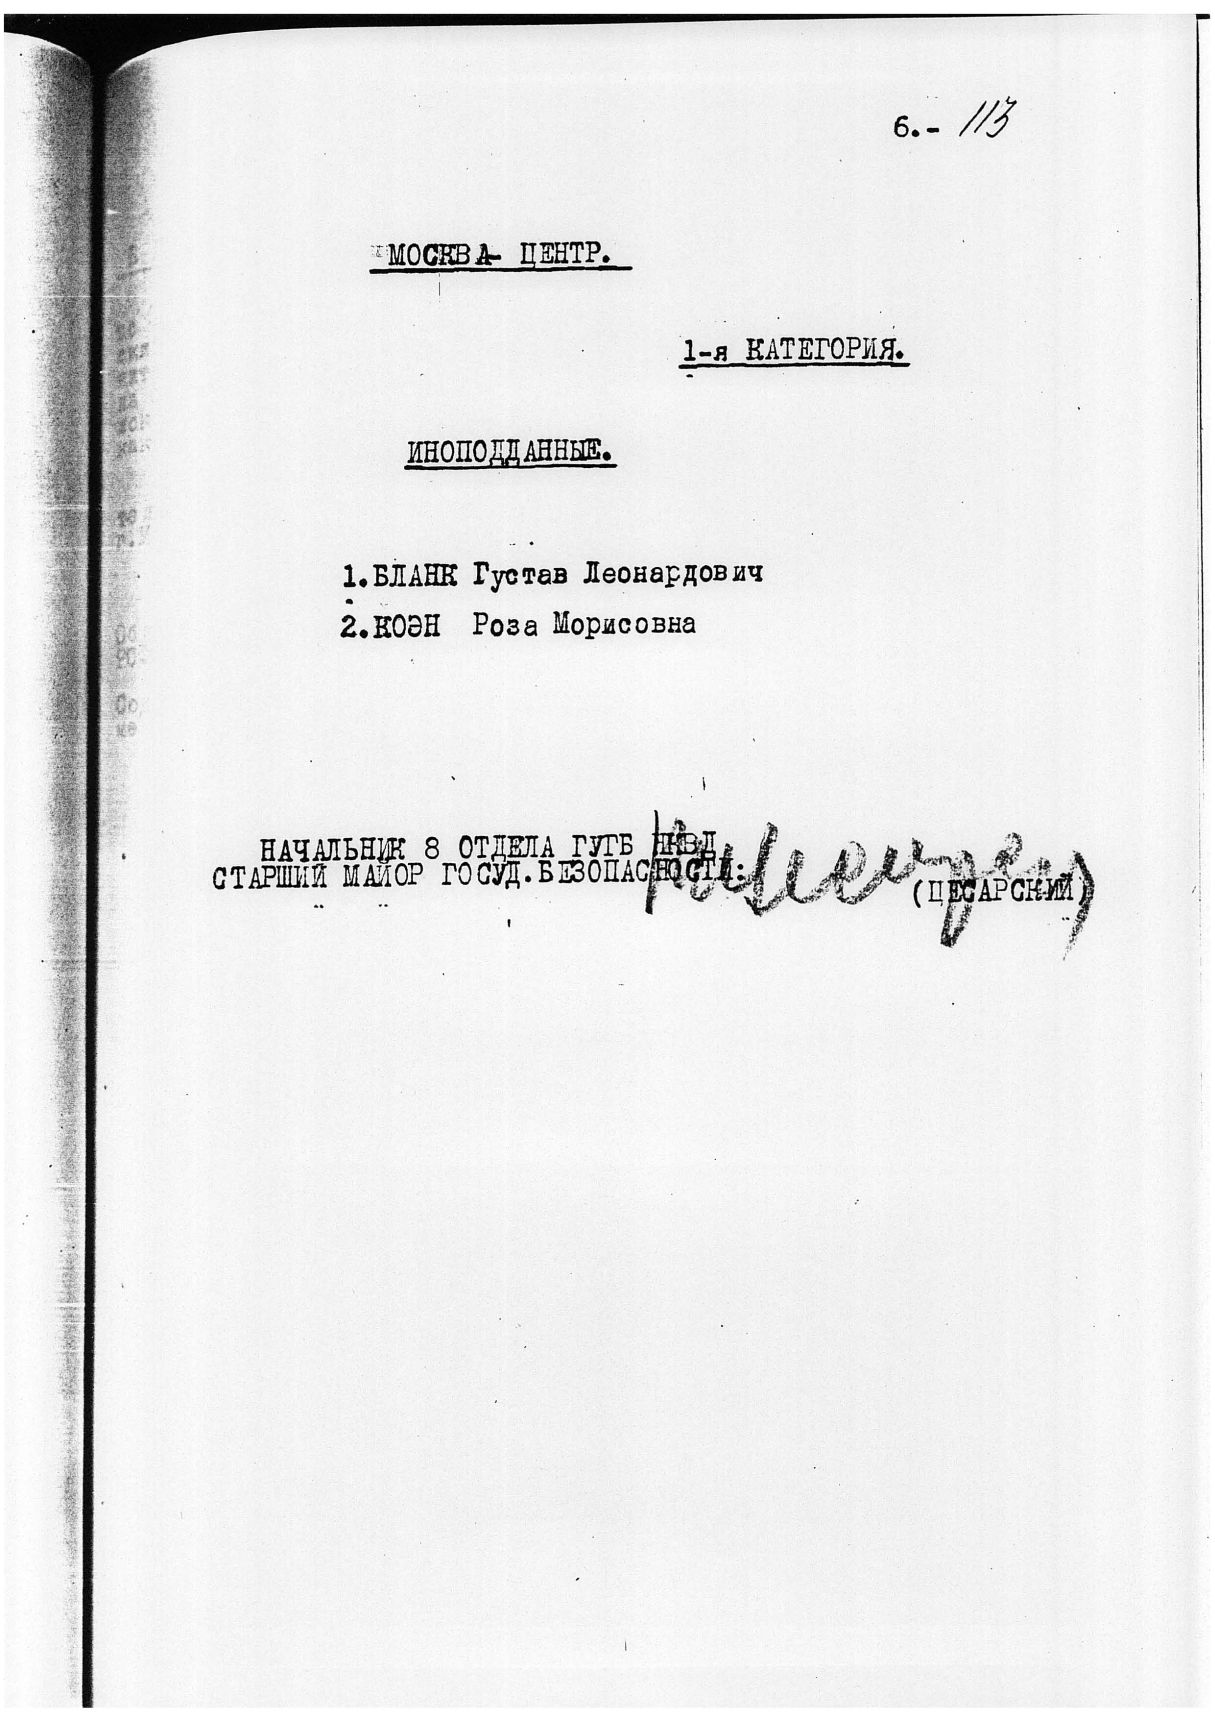 6.- 113
МОСКВА- ЦЕНТР.
1-я КАТЕГОРИЯ.
ИНОПОДДАННЫЕ.
1.БЛАНК Густав Леонардович
2.КОЭН Роза Морисовна
НАЧАЛЬНИК 8 ОТДЕЛА ГУГБ НКВД
СТАРШИЙ МАЙОР ГОСУД.БЕЗОПАСНОСТИ:
(ЦЕСАРСКИЙ)